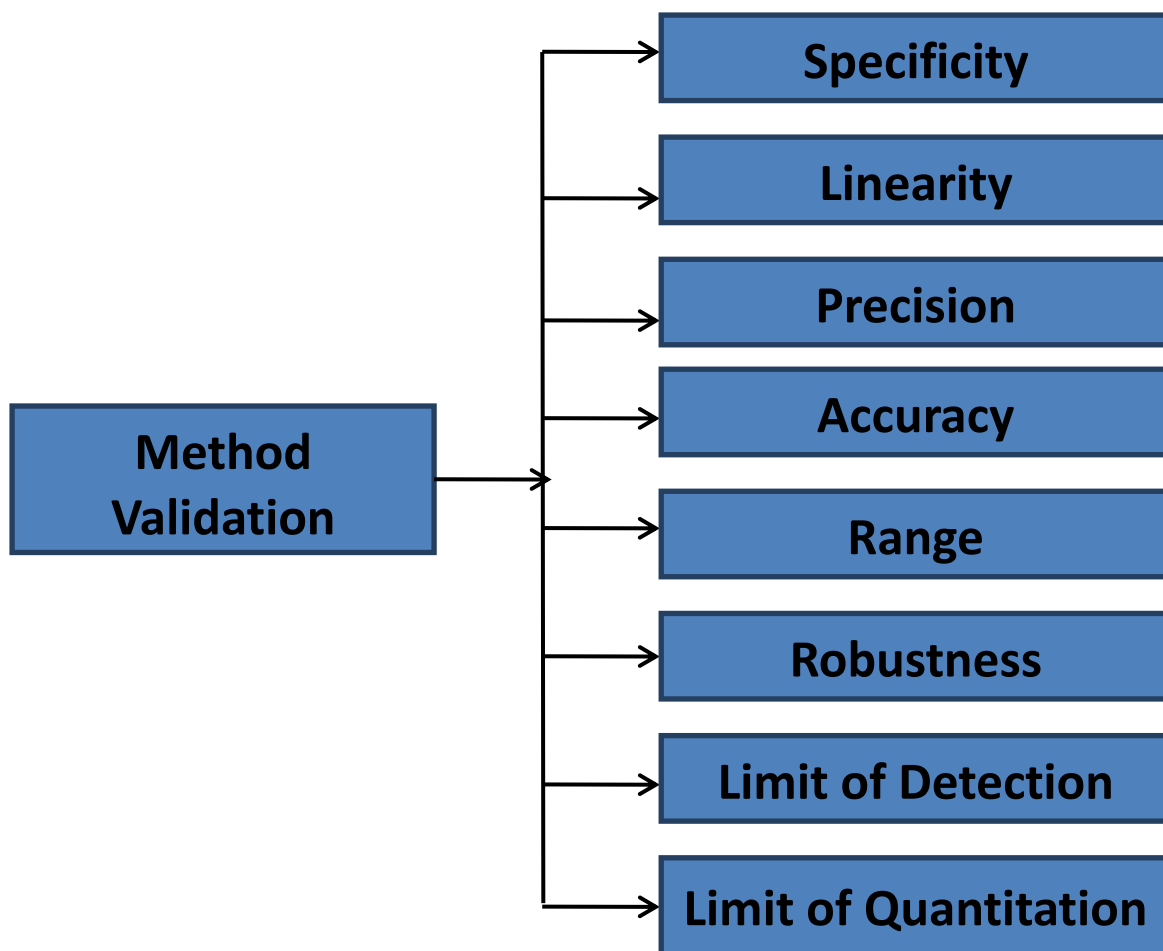 Specificity
Linearity
Precision
Accuracy
Method
Validation
Range
Robustness
Limit of Detection
Limit of Quantitation